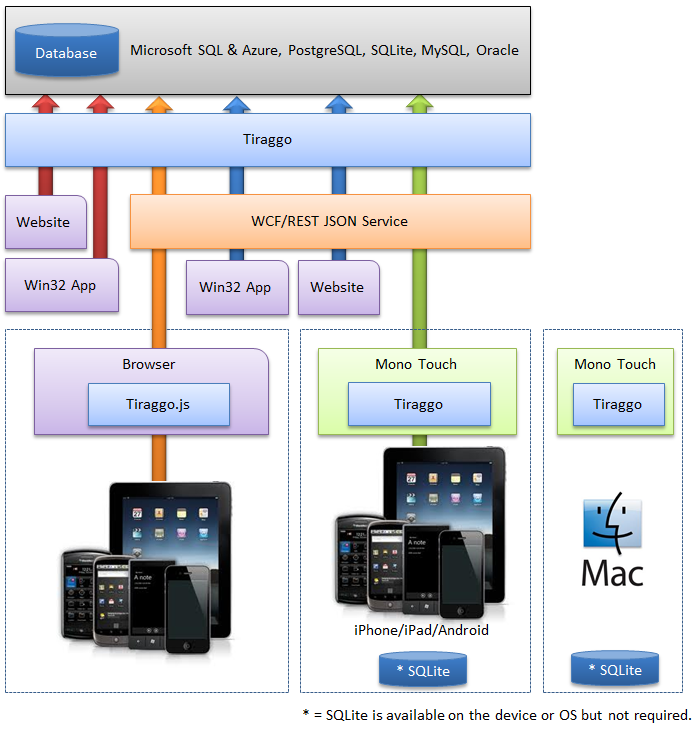 Database
Microsoft SQL & Azure, PostgreSQL, SQLite, MySQL, Oracle
Tiraggo
Website
WCF/REST JSON Service
Win32 App
Win32 App
Website
Browser
Tiraggo.js
Mono Touch
Tiraggo
Mono Touch
Tiraggo
A note
A note
Mac
iPhone/iPad/Android
* SQLite
* SQLite
* = SQLite is available on the device or OS but not required.